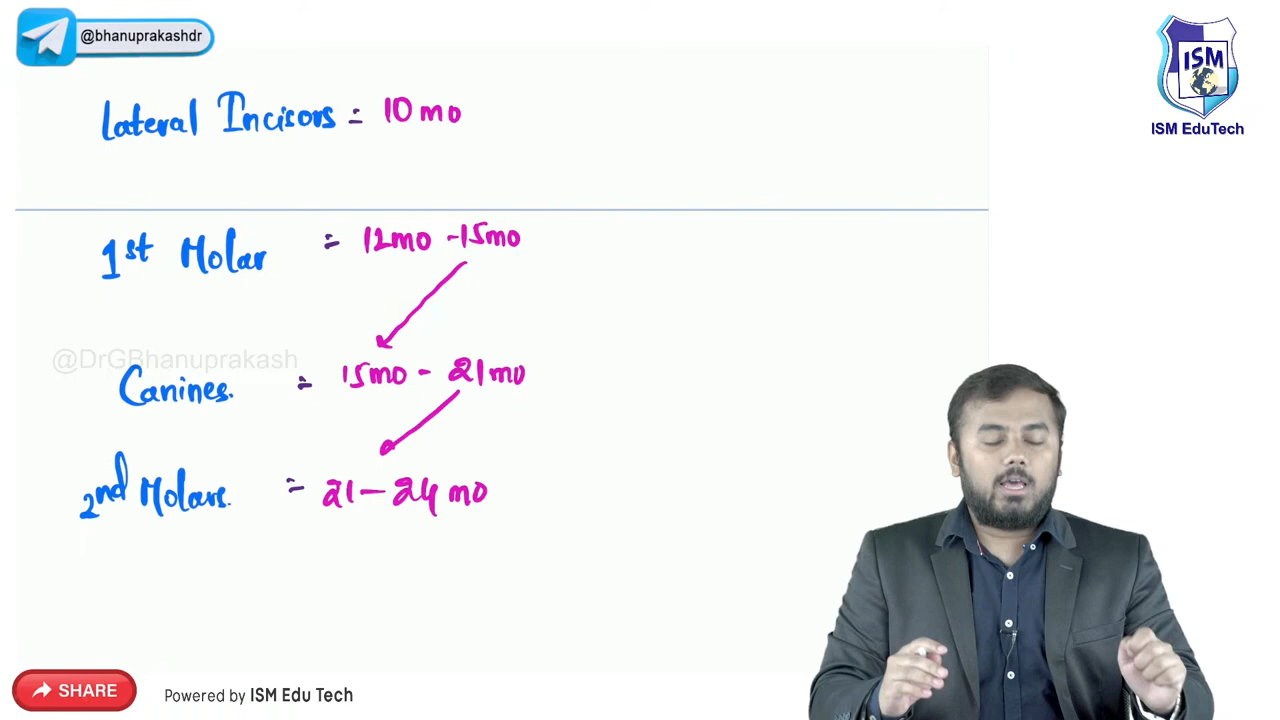 @bhanuprakashdr
ISM
ISM EduTech
Lateral Incisors = 10 mo
1st Molar = 12mo - 15mo
@DrGBhanuprakash
Canines. = 15mo - 21mo
2nd Molars. = 21 - 24 mo
SHARE
Powered by ISM Edu Tech